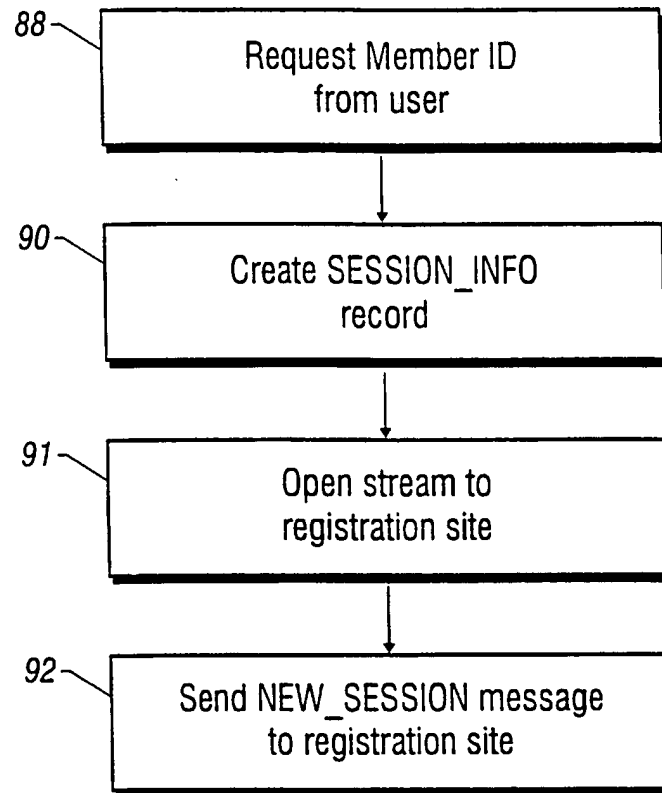 88
Request Member ID
from user
90
Create SESSION_INFO
record
91
Open stream to
registration site
92
Send NEW_SESSION message
to registration site